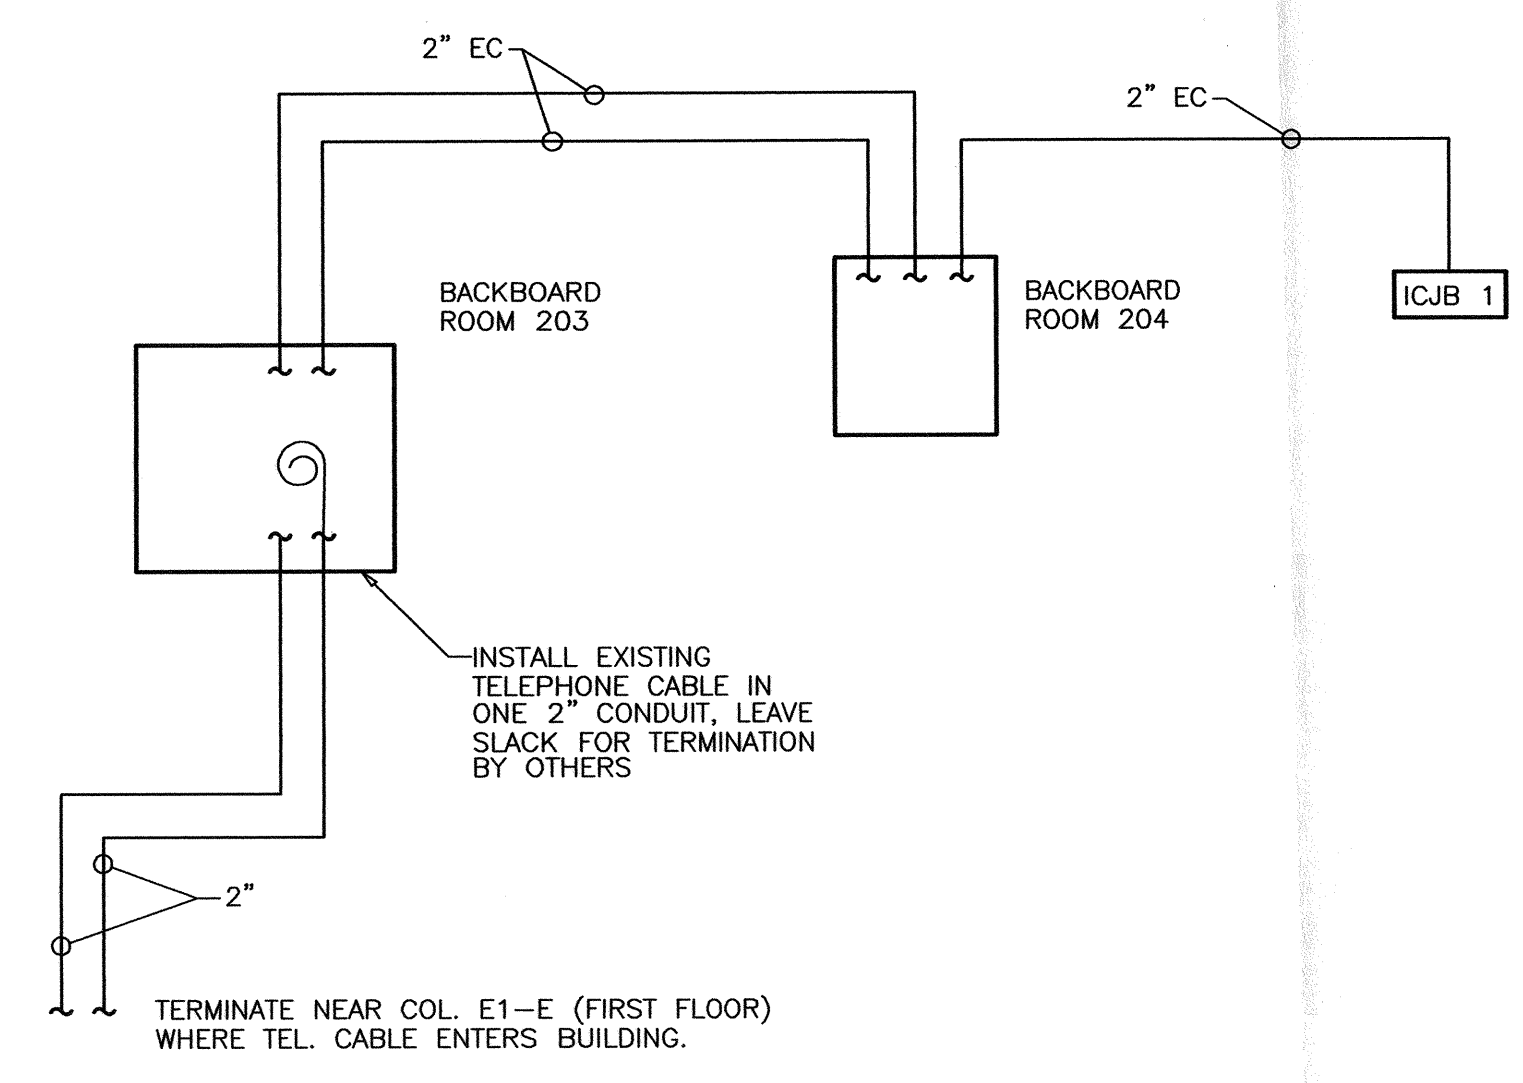 2” EC
2” EC
BACKBOARD
ROOM 203
BACKBOARD
ROOM 204
ICJB 1
INSTALL EXISTING
TELEPHONE CABLE IN
ONE 2” CONDUIT, LEAVE
SLACK FOR TERMINATION
BY OTHERS
2”
TERMINATE NEAR COL. E1-E (FIRST FLOOR)
WHERE TEL. CABLE ENTERS BUILDING.